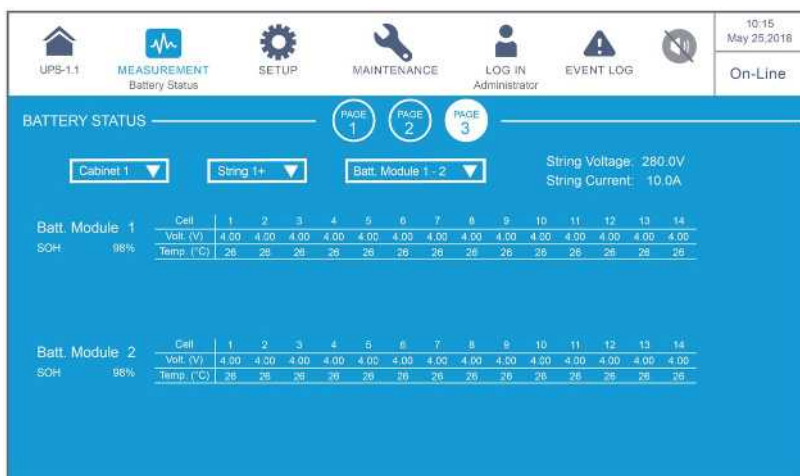 10:15
May 25,2018
UPS-1.1 MEASUREMENT SETUP MAINTENANCE LOG IN EVENT LOG
Battery Status Administrator
On-Line
BATTERY STATUS PAGE 1 PAGE 2 PAGE 3
Cabinet 1 String 1+ Batt. Module 1 - 2
String Voltage: 280.0V
String Current: 10.0A
Batt. Module 1
SOH 98%
Cell 1 2 3 4 5 6 7 8 9 10 11 12 13 14
Volt. (V) 4.00 4.00 4.00 4.00 4.00 4.00 4.00 4.00 4.00 4.00 4.00 4.00 4.00 4.00
Temp. (°C) 26 26 26 26 26 26 26 26 26 26 26 26 26 26
Batt. Module 2
SOH 98%
Cell 1 2 3 4 5 6 7 8 9 10 11 12 13 14
Volt. (V) 4.00 4.00 4.00 4.00 4.00 4.00 4.00 4.00 4.00 4.00 4.00 4.00 4.00 4.00
Temp. (°C) 26 26 26 26 26 26 26 26 26 26 26 26 26 26